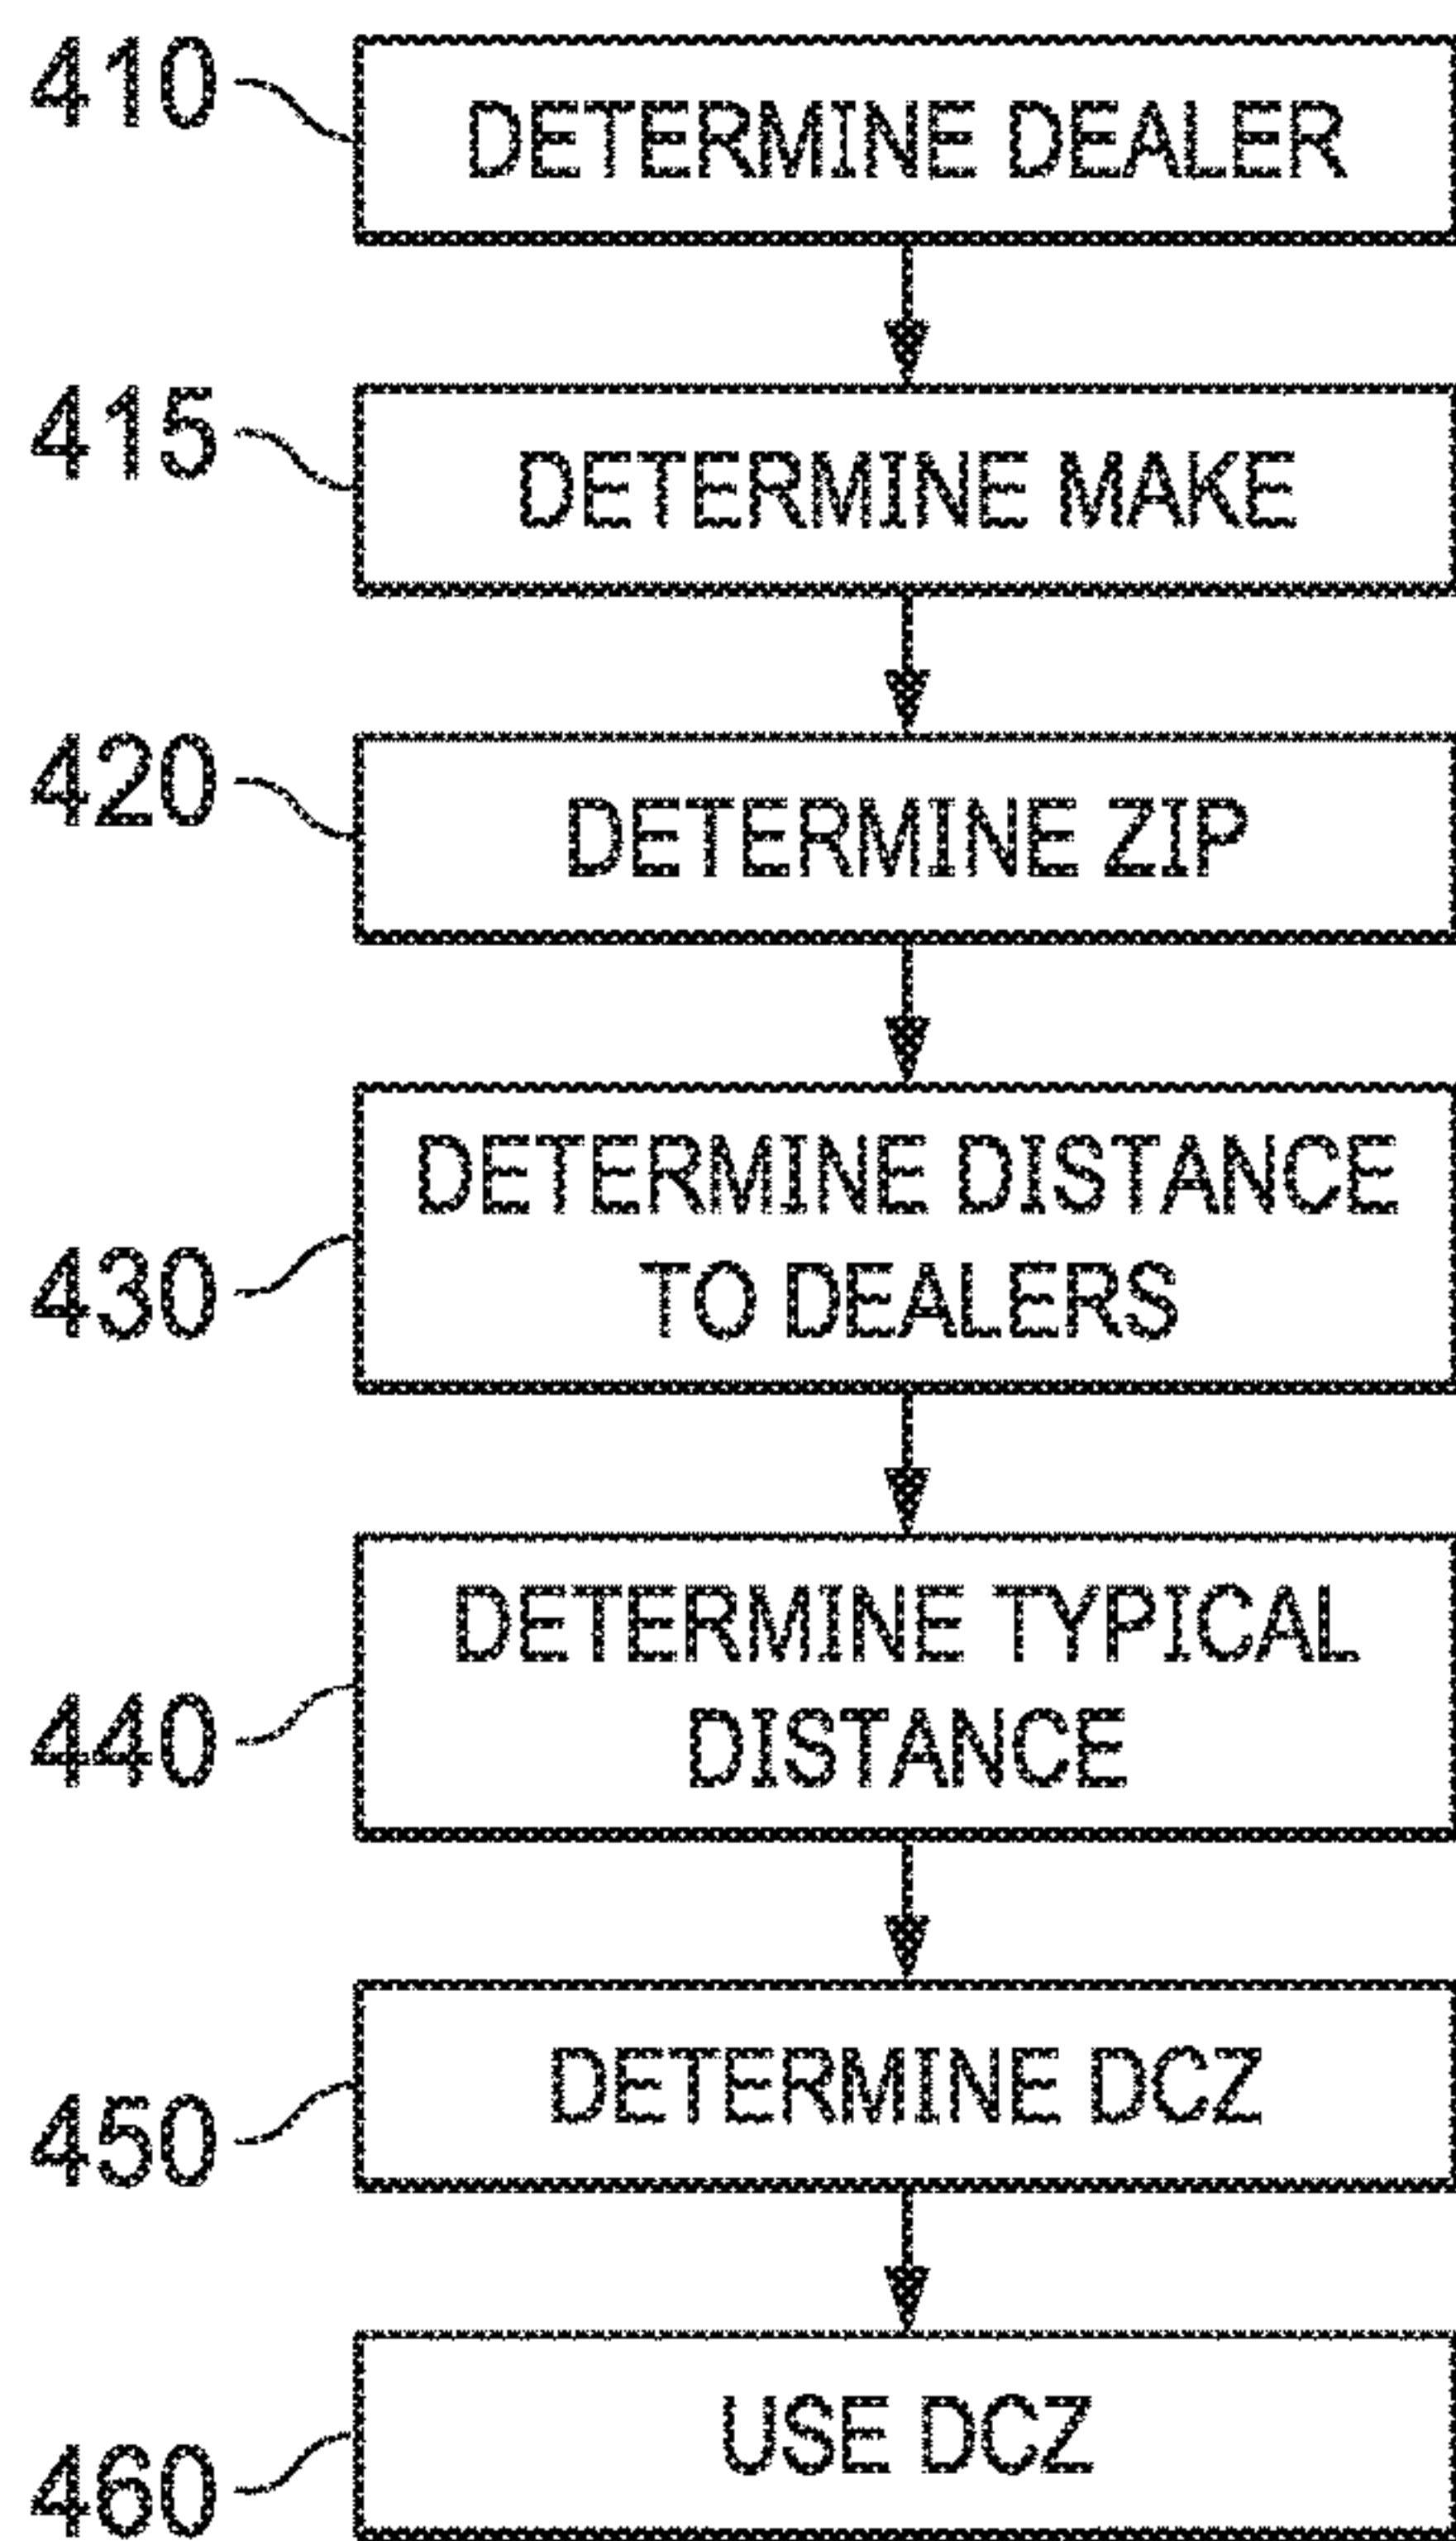 410
DETERMINE DEALER
415
DETERMINE MAKE
420
DETERMINE ZIP
DETERMINE DISTANCE
TO DEALERS
430
DETERMINE TYPICAL
DISTANCE
440
DETERMINE DCZ
450
USE DCZ
460